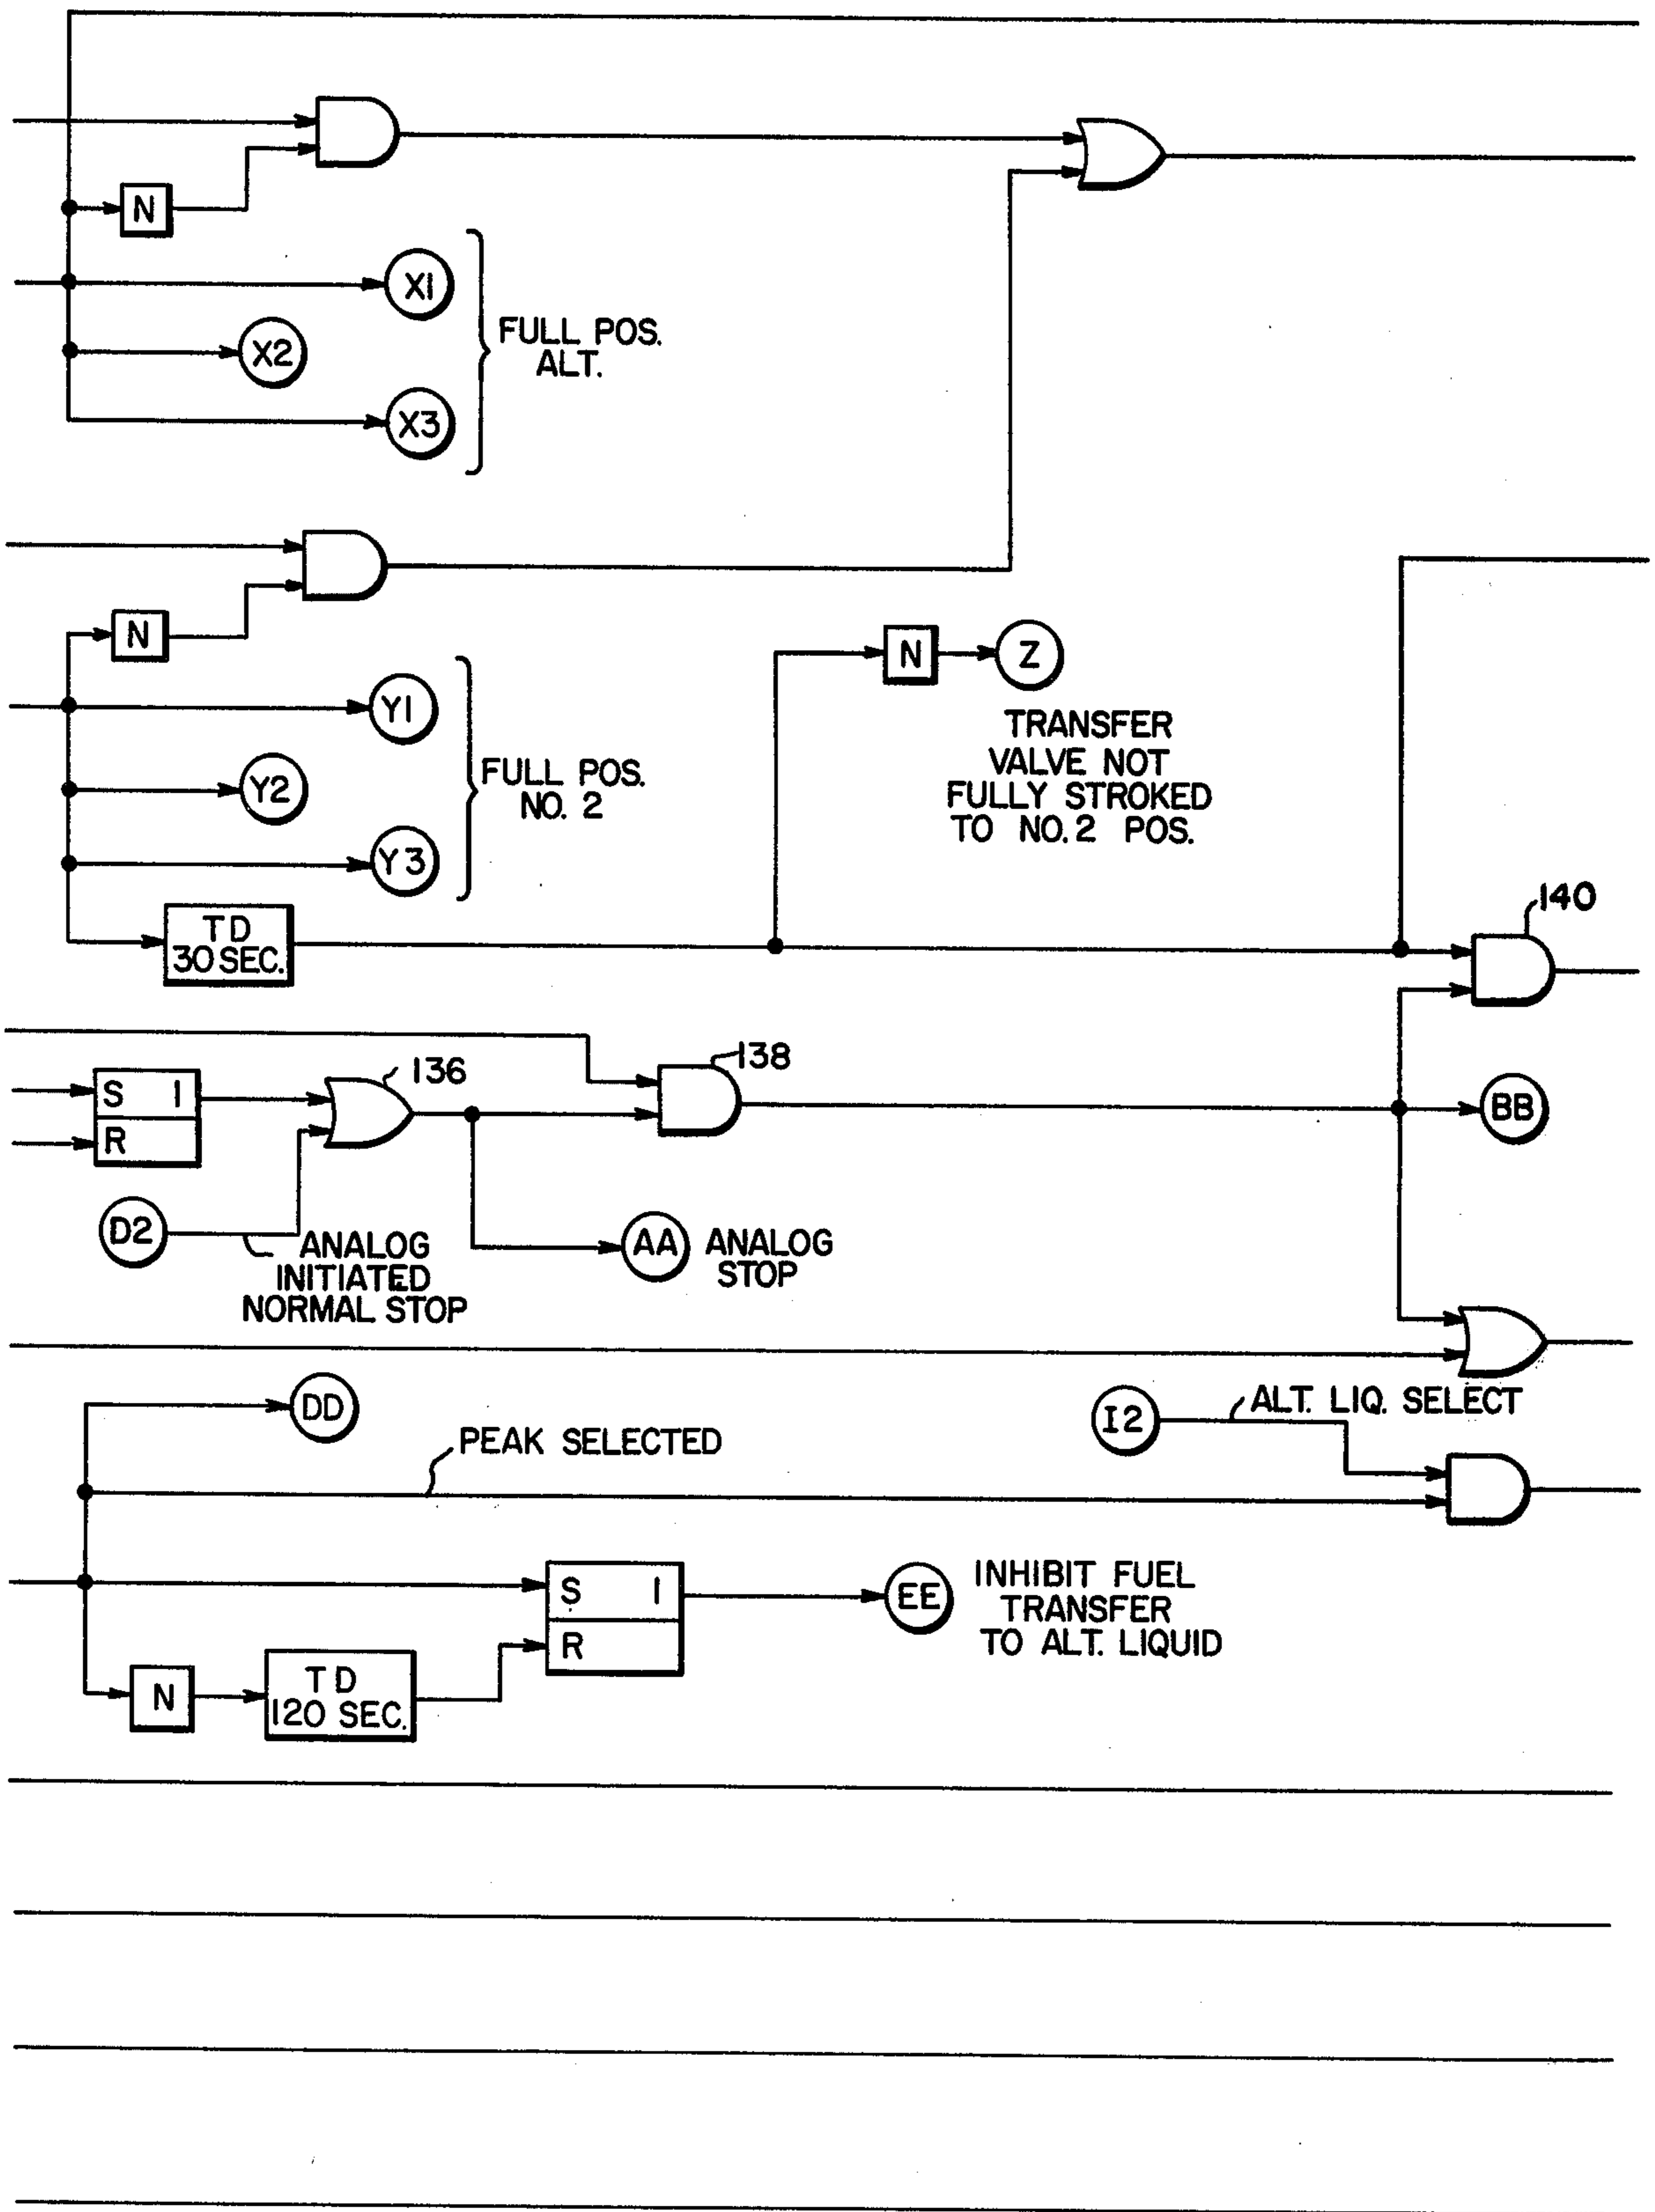 N
X1
X2
X3
FULL POS.
ALT.
N
N
Z
Y1
Y2
Y3
FULL POS.
NO. 2
TRANSFER
VALVE NOT
FULLY STROKED
TO NO. 2 POS.
TD
30 SEC.
140
138
136
S 1
R
BB
D2
ANALOG
INITIATED
NORMAL STOP
AA
ANALOG
STOP
DD
PEAK SELECTED
I2
ALT. LIQ. SELECT
S 1
R
EE
INHIBIT FUEL
TRANSFER
TO ALT. LIQUID
N
TD
120 SEC.